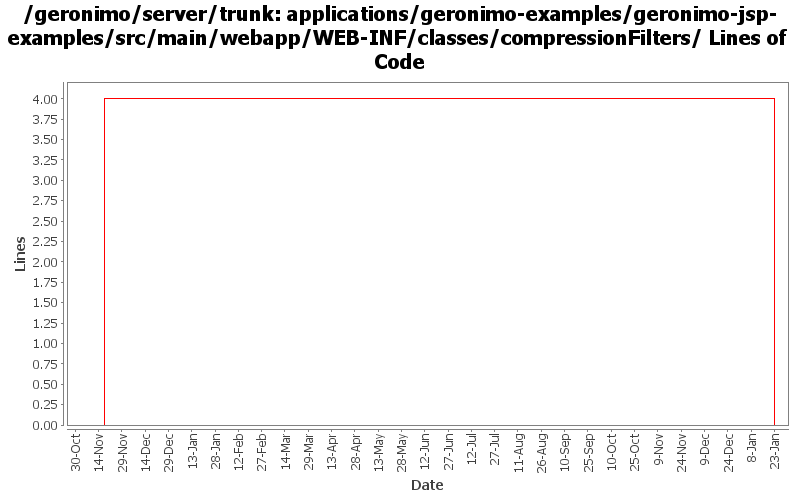 /geronimo/server/trunk: applications/geronimo-examples/geronimo-jsp-
examples/src/main/webapp/WEB-INF/classes/compressionFilters/ Lines of
Code
4.00
3.75
3.50
3.25
3.00
2.75
2.50
2.25
2.00
1.75
1.50
1.25
1.00
0.75
0.50
0.25
0.00
Lines
30-Oct
14-Nov
29-Nov
14-Dec
29-Dec
13-Jan
28-Jan
12-Feb
27-Feb
14-Mar
29-Mar
13-Apr
28-Apr
13-May
28-May
12-Jun
27-Jun
12-Jul
27-Jul
11-Aug
26-Aug
10-Sep
25-Sep
10-Oct
25-Oct
9-Nov
24-Nov
9-Dec
24-Dec
8-Jan
23-Jan
Date